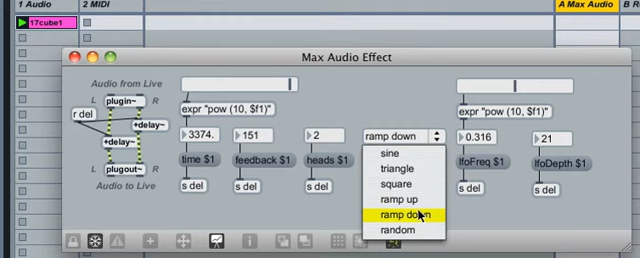 1 Audio
2 MIDI
A Max Audio
B R
17cube1
Max Audio Effect
Audio from Live
L plugin~ R
r del
+delay~
+delay~
L plugout~ R
Audio to Live
expr "pow (10, $f1)"
3374.
151
2
time $1
feedback $1
heads $1
s del
s del
s del
ramp down
sine
triangle
square
ramp up
ramp down
random
expr "pow (10, $f1)"
0.316
21
lfoFreq $1
lfoDepth $1
s del
s del